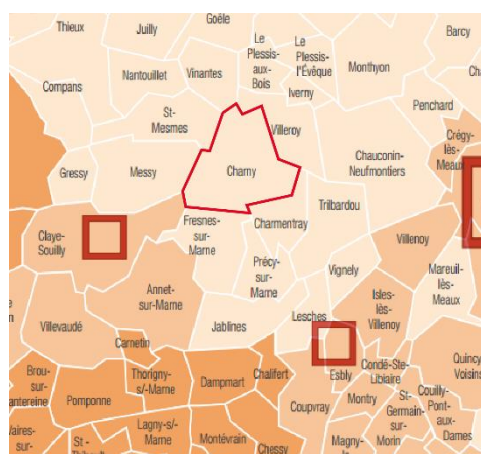 Thieux
Juilly
Goële
Le
Plessis-
aux-
Bois
Le
Plessis-
l'Évêque
Barcy
Monthyon
Compans
Nantouillet
Vinantes
Iverny
Penchard
St-
Mesmes
Villeroy
Crégy-
lès-
Meaux
Gressy
Messy
Charny
Chauconin-
Neufmontiers
Trilbardou
Claye-
Souilly
Fresnes-
sur-
Marne
Charmentray
Villenoy
Précy-
sur-
Marne
Vignely
Mareuil-
lès-
Meaux
Annet-
sur-Marne
Isles-
lès-
Villenoy
Villevaudé
Jablines
Lesches
Carnetin
Condé-Ste-
Libiaire
Quincy
Voisins
Brou-
sur-
antereine
Pomponne
Thorigny-
s/-Marne
Dampmart
Chalifert
Esbly
Coupvray
Montry
St-
Germain-
sur-
Morin
Couilly-
Pont-
aux-
Dames
Vaires-
sur-
St -
Lagny-s/-
Marne
Montévrain
Chessy
Magny-